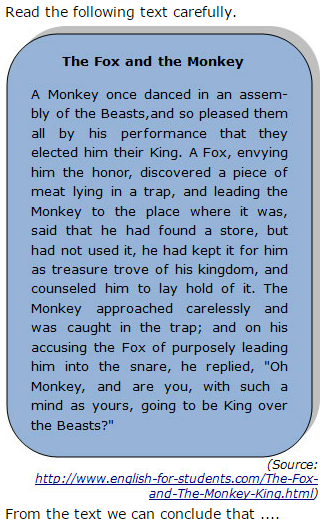 Read the following text carefully.
The Fox and the Monkey
A Monkey once danced in an assem-
bly of the Beasts,and so pleased them
all by his performance that they
elected him their King. A Fox, envying
him the honor, discovered a piece of
meat lying in a trap, and leading the
Monkey to the place where it was,
said that he had found a store, but
had not used it, he had kept it for him
as treasure trove of his kingdom, and
counseled him to lay hold of it. The
Monkey approached carelessly and
was caught in the trap; and on his
accusing the Fox of purposely leading
him into the snare, he replied, "Oh
Monkey, and are you, with such a
mind as yours, going to be King over
the Beasts?"
(Source:
http://www.english-for-students.com/The-Fox-
and-The-Monkey-King.html)
From the text we can conclude that ....